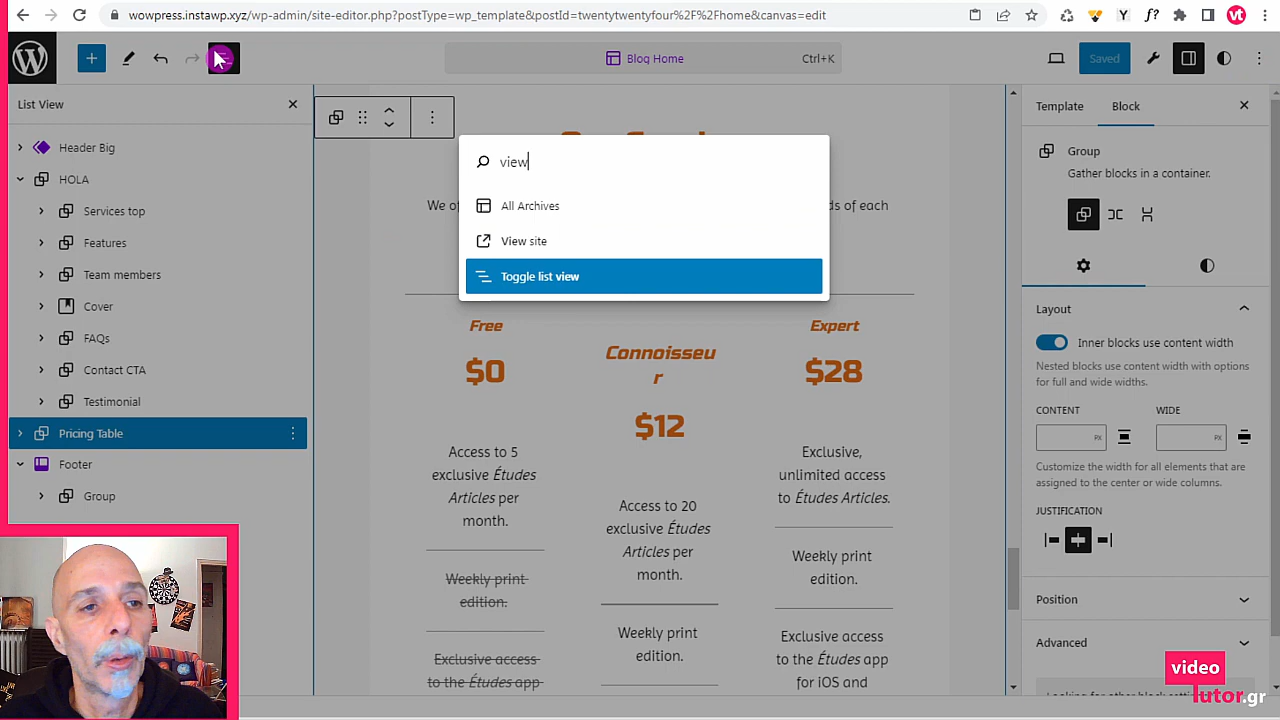 wowpress.instawp.xyz/wp-admin/site-editor.php?postType=wp_template&postId=twentytwentyfour%2F%2Fhome&canvas=edit
Y
f?
vt
Blog Home
Ctrl+K
Saved
List View
Header Big
HOLA
Services top
Features
Team members
Cover
FAQs
Contact CTA
Testimonial
Pricing Table
Footer
Group
view
All Archives
View site
Toggle list view
We of
ds of each
Free
$0
Access to 5
exclusive Études
Articles per
month.
Weekly print
edition.
Exclusive access
to the Études app
Connoisseu
r
$12
Access to 20
exclusive Études
Articles per
month.
Weekly print
edition.
Expert
$28
Exclusive,
unlimited access
to Études Articles.
Weekly print
edition.
Exclusive access
to the Études app
for iOS and
Template
Block
Group
Gather blocks in a container.
Layout
Inner blocks use content width
Nested blocks use content width with options
for full and wide widths.
CONTENT
WIDE
PX
PX
Customize the width for all elements that are
assigned to the center or wide columns.
JUSTIFICATION
Position
Advanced
video
Tutor.gr